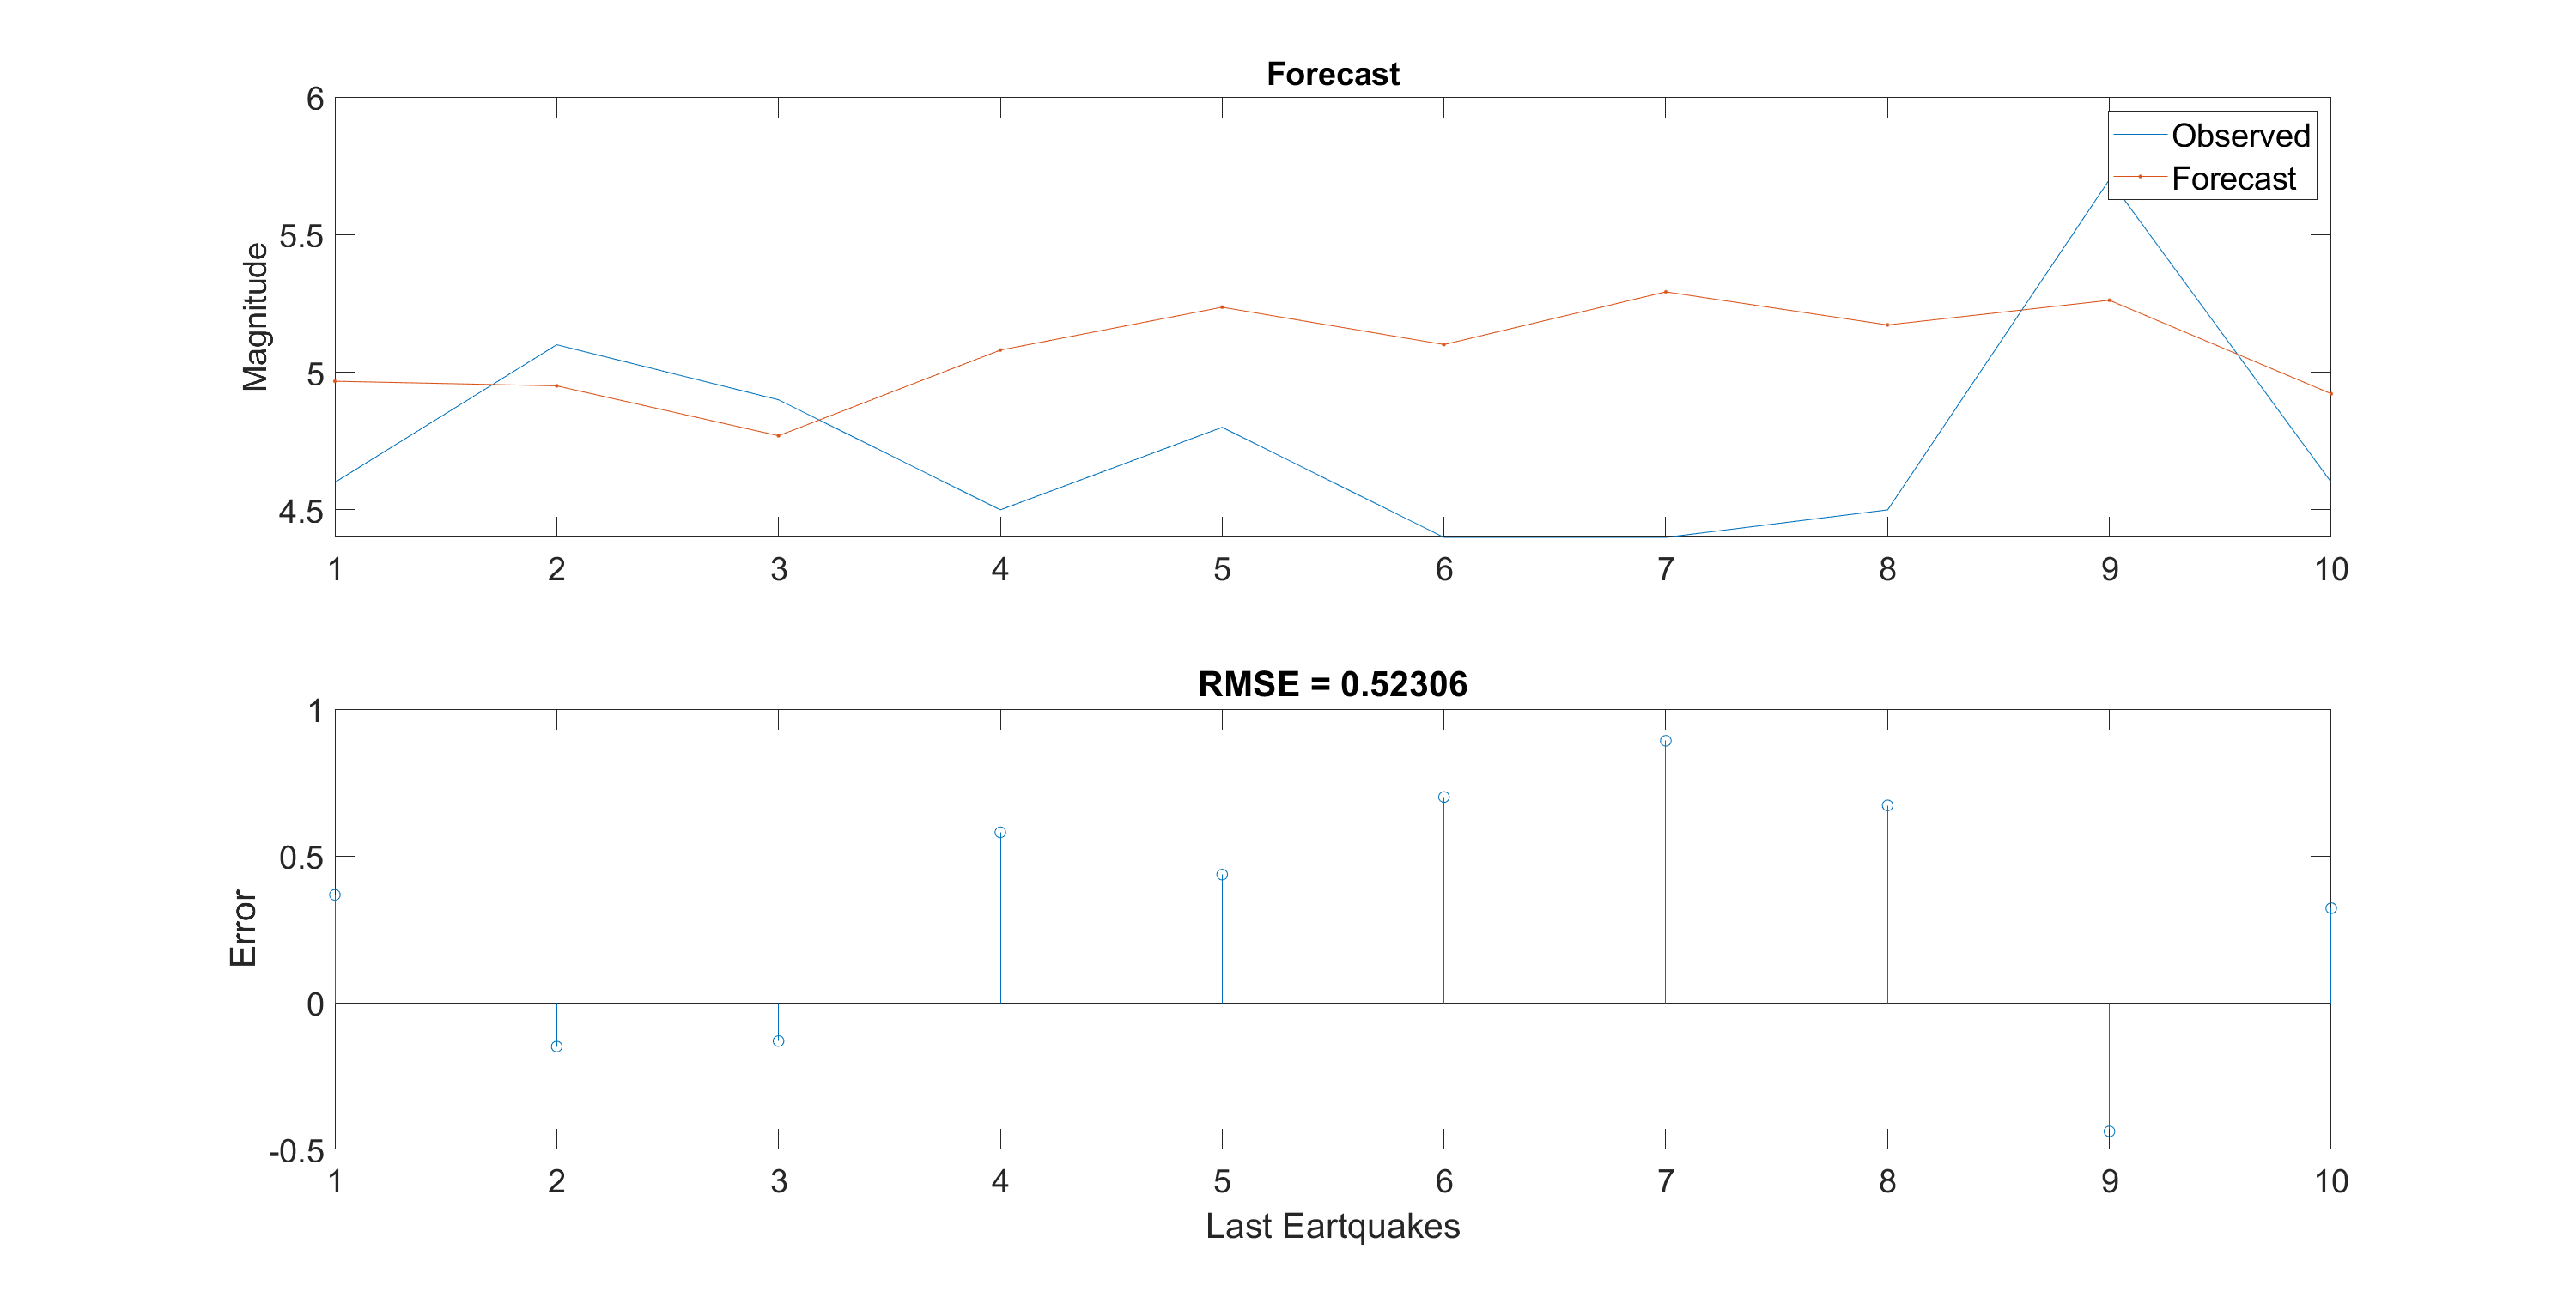 Forecast
6
5.5
5
4.5
Magnitude
Observed
Forecast
1 2 3 4 5 6 7 8 9 10
RMSE = 0.52306
1
0.5
0
-0.5
Error
1 2 3 4 5 6 7 8 9 10
Last Eartquakes